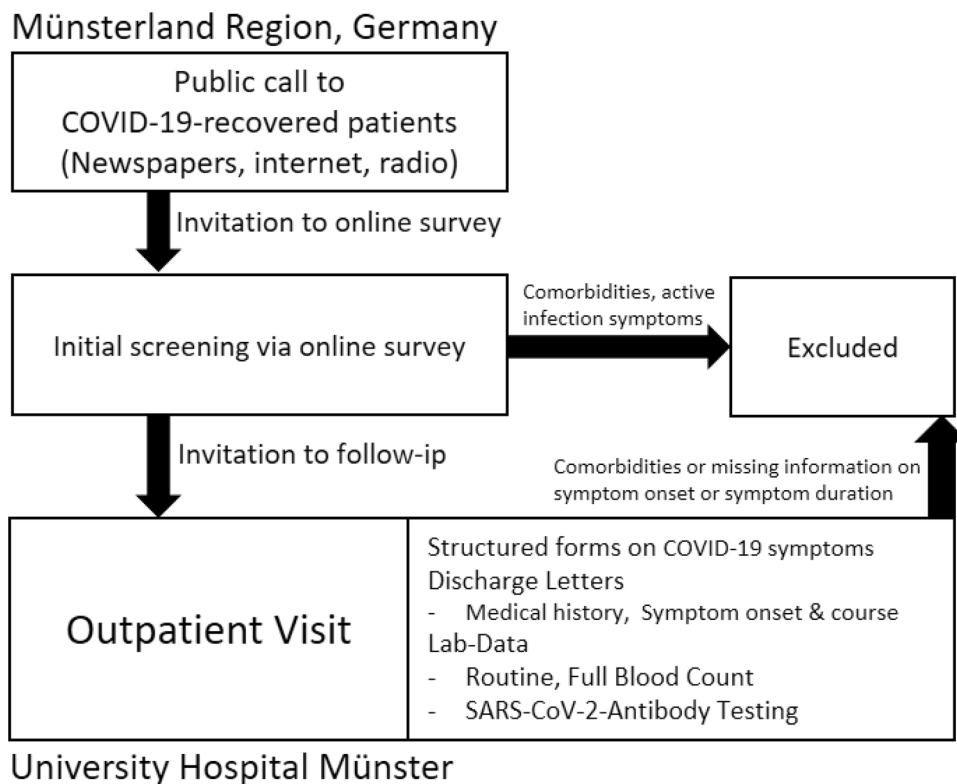 Münsterland Region, Germany
Public call to
COVID-19-recovered patients
(Newspapers, internet, radio)
Invitation to online survey
Initial screening via online survey
Comorbidities, active
infection symptoms
Excluded
Invitation to follow-ip
Comorbidities or missing information on
symptom onset or symptom duration
Outpatient Visit
Structured forms on COVID-19 symptoms
Discharge Letters
- Medical history, Symptom onset & course
Lab-Data
- Routine, Full Blood Count
- SARS-CoV-2-Antibody Testing
University Hospital Münster